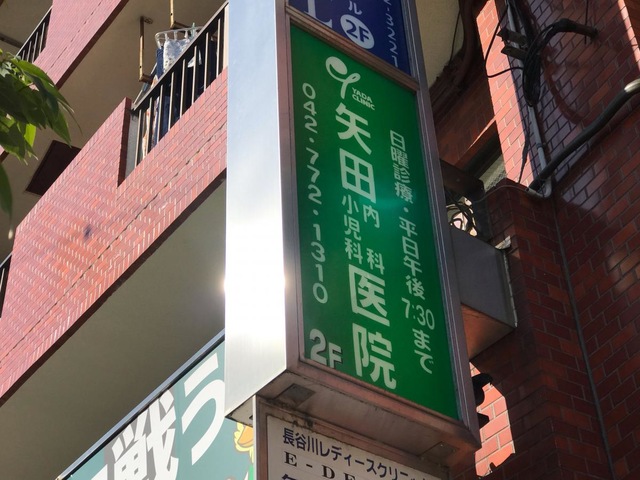 2F
YADA
CLINIC
日曜診療・平日午後7:30まで
矢田医院
内科
小児科
042・772・1310
2F
長谷川レディースクリニ
戦う